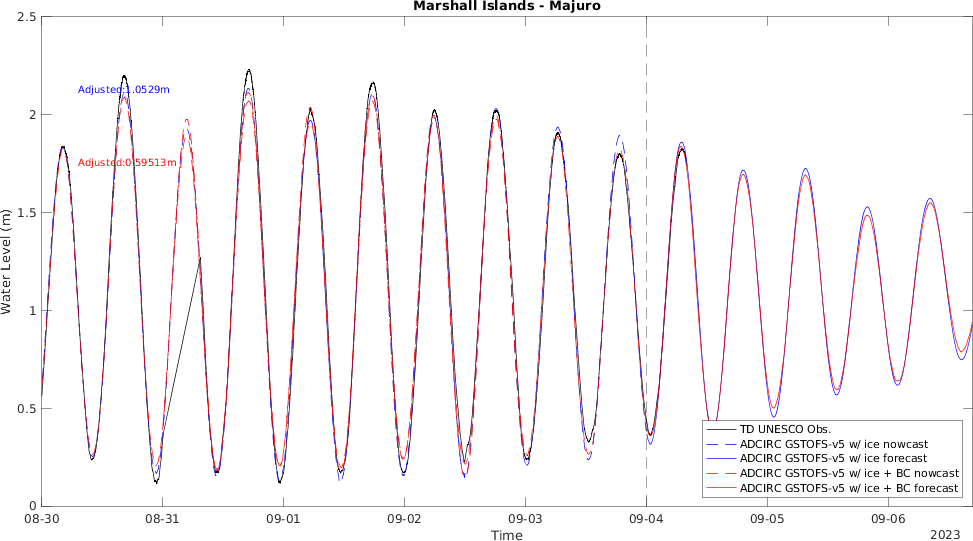 Marshall Islands - Majuro
Water Level (m)
2.5
2
1.5
1
0.5
0
Adjusted:1.0529m
Adjusted:0.59513m
TD UNESCO Obs.
ADCIRC GSTOFS-v5 w/ ice nowcast
ADCIRC GSTOFS-v5 w/ ice forecast
ADCIRC GSTOFS-v5 w/ ice + BC nowcast
ADCIRC GSTOFS-v5 w/ ice + BC forecast
08-30 08-31 09-01 09-02 09-03 09-04 09-05 09-06
Time
2023